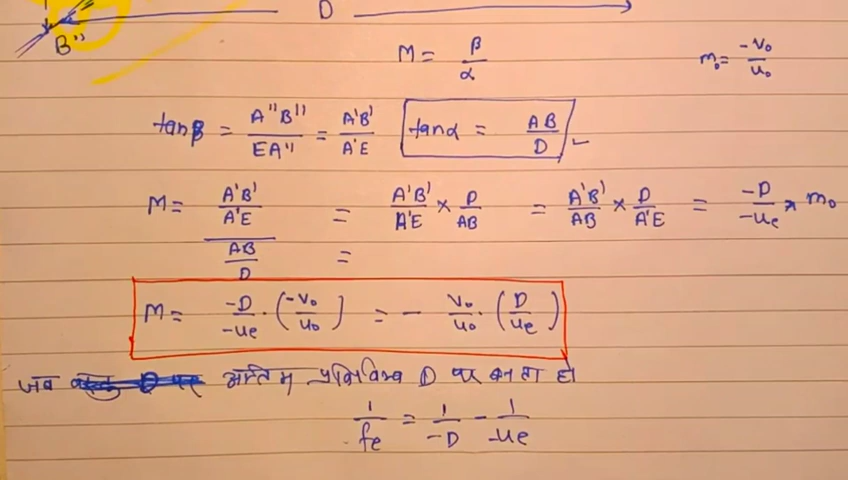 D
B''
M = β/α
m₀ = -v₀/u₀
tanβ = A''B''/EA'' = A'B'/A'E tanα = AB/D
M = (A'B'/A'E)/(AB/D) = A'B'/A'E × D/AB = A'B'/AB × D/A'E = -D/-uₑ × m₀
=
M = -D/-uₑ · (-v₀/u₀) = - v₀/u₀ · (D/uₑ)
जब अन्तिम प्रतिबिम्ब D पर बनता हो
1/fₑ = 1/-D - 1/-uₑ